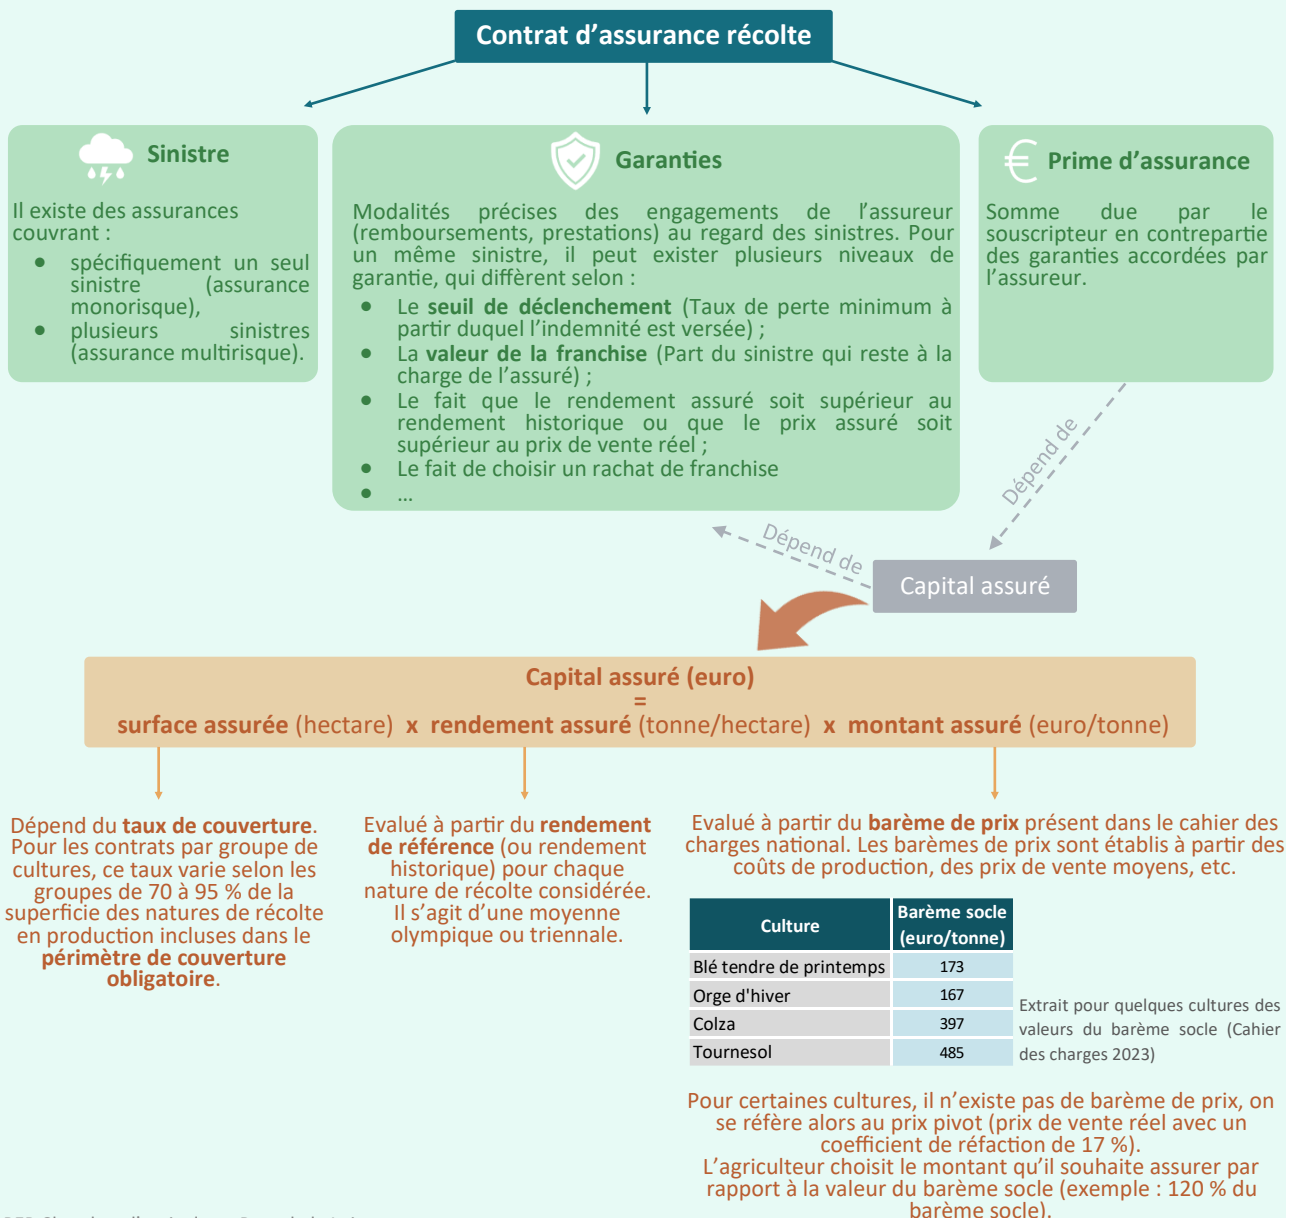 Contrat d’assurance récolte
Sinistre
Il existe des assurances
couvrant :
• spécifiquement un seul
sinistre (assurance
monorisque),
• plusieurs sinistres
(assurance multirisque).
Garanties
Modalités précises des engagements de l’assureur
(remboursements, prestations) au regard des sinistres. Pour
un même sinistre, il peut exister plusieurs niveaux de
garantie, qui diffèrent selon :
• Le seuil de déclenchement (Taux de perte minimum à
partir duquel l’indemnité est versée) ;
• La valeur de la franchise (Part du sinistre qui reste à la
charge de l’assuré) ;
• Le fait que le rendement assuré soit supérieur au
rendement historique ou que le prix assuré soit
supérieur au prix de vente réel ;
• Le fait de choisir un rachat de franchise
• ...
€ Prime d’assurance
Somme due par le
souscripteur en contrepartie
des garanties accordées par
l’assureur.
Dépend de
Dépend de
Capital assuré
Capital assuré (euro)
=
surface assurée (hectare) x rendement assuré (tonne/hectare) x montant assuré (euro/tonne)
Dépend du taux de couverture.
Pour les contrats par groupe de
cultures, ce taux varie selon les
groupes de 70 à 95 % de la
superficie des natures de récolte
en production incluses dans le
périmètre de couverture
obligatoire.
Evalué à partir du rendement
de référence (ou rendement
historique) pour chaque
nature de récolte considérée.
Il s’agit d’une moyenne
olympique ou triennale.
Evalué à partir du barème de prix présent dans le cahier des
charges national. Les barèmes de prix sont établis à partir des
coûts de production, des prix de vente moyens, etc.
Culture Barème socle
(euro/tonne)
Blé tendre de printemps 173
Orge d'hiver 167
Colza 397
Tournesol 485
Extrait pour quelques cultures des
valeurs du barème socle (Cahier
des charges 2023)
Pour certaines cultures, il n’existe pas de barème de prix, on
se réfère alors au prix pivot (prix de vente réel avec un
coefficient de réfaction de 17 %).
L’agriculteur choisit le montant qu’il souhaite assurer par
rapport à la valeur du barème socle (exemple : 120 % du
barème socle).